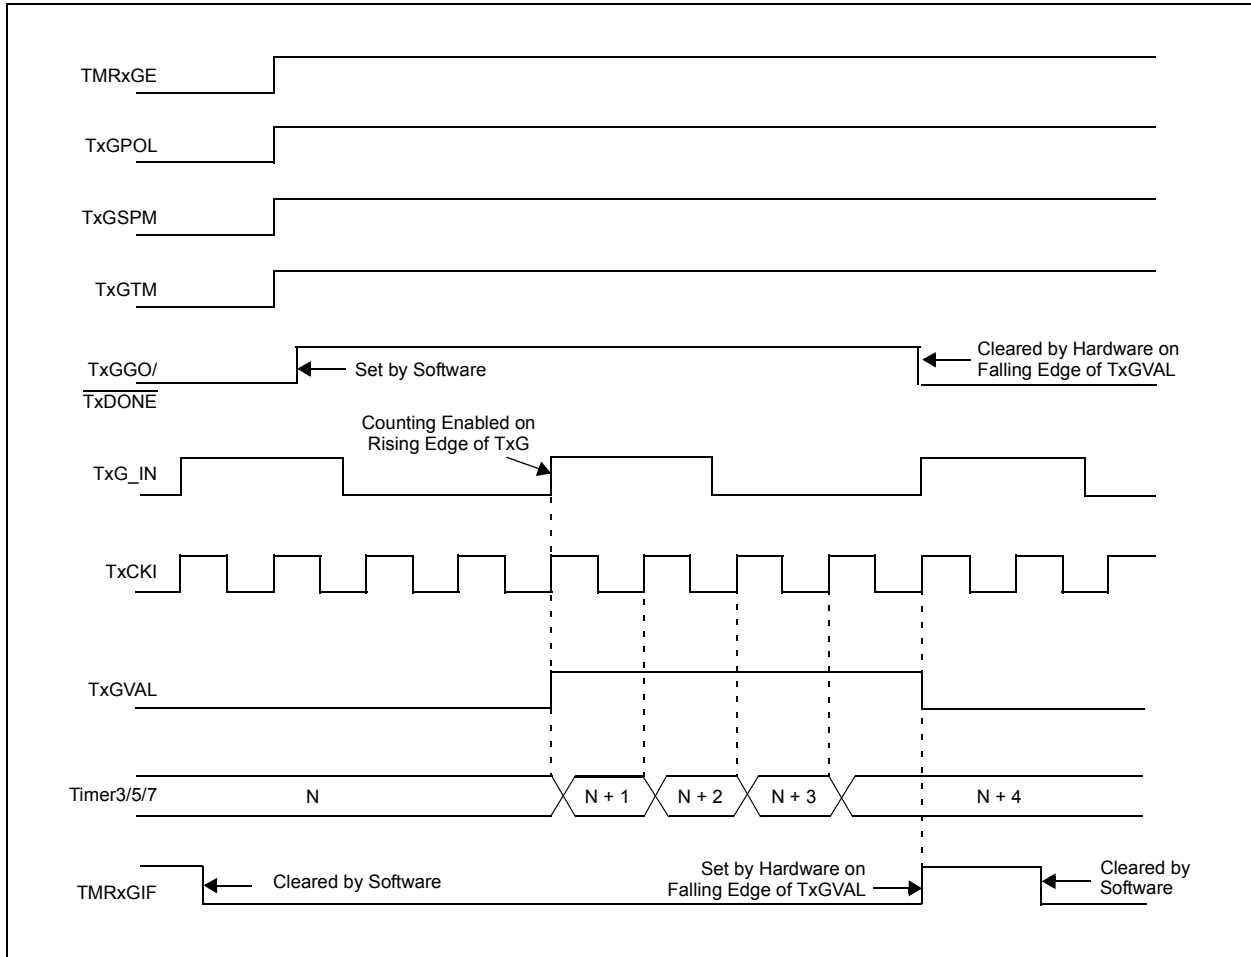 TMRxGE
TxGPOL
TxGSPM
TxGTM
TxGGO/
TxDONE
Set by Software
Cleared by Hardware on
Falling Edge of TxGVAL
Counting Enabled on
Rising Edge of TxG
TxG_IN
TxCKI
TxGVAL
Timer3/5/7
N
N + 1
N + 2
N + 3
N + 4
TMRxGIF
Cleared by Software
Set by Hardware on
Falling Edge of TxGVAL
Cleared by
Software